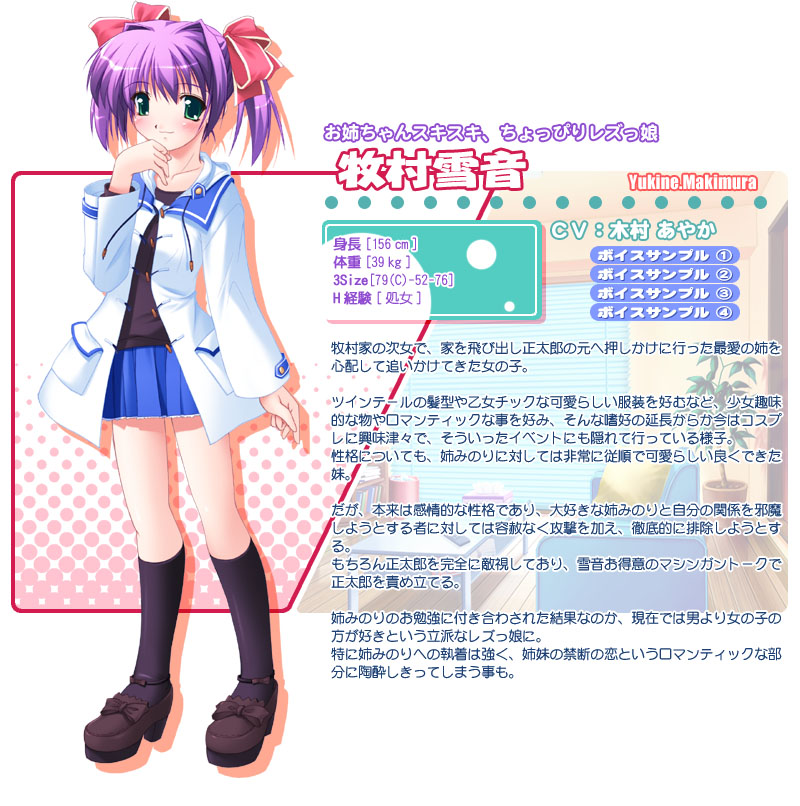 お姉ちゃんスキスキ、ちょっぴりレズっ娘
牧村雪音
Yukine.Makimura
CV：木村 あやか
身長 [156 cm]
体重 [39 kg]
3Size[79(C)-52-76]
H 経験 [ 処女 ]
ボイスサンプル ①
ボイスサンプル ②
ボイスサンプル ③
ボイスサンプル ④
牧村家の次女で、家を飛び出し正太郎の元へ押しかけに行った最愛の姉を
心配して追いかけてきた女の子。
ツインテールの髪型や乙女チックな可愛らしい服装を好むなど、少女趣味
的な物やロマンティックな事を好み、そんな嗜好の延長からか今はコスプ
レに興味津々で、そういったイベントにも隠れて行っている様子。
性格についても、姉みのりに対しては非常に従順で可愛らしい良くできた
妹。
だが、本来は感情的な性格であり、大好きな姉みのりと自分の関係を邪魔
しようとする者に対しては容赦なく攻撃を加え、徹底的に排除しようとす
る。
もちろん正太郎を完全に敵視しており、雪音お得意のマシンガントークで
正太郎を責め立てる。
姉みのりのお勉強に付き合わされた結果なのか、現在では男より女の子の
方が好きという立派なレズっ娘に。
特に姉みのりへの執着は強く、姉妹の禁断の恋というロマンティックな部
分に陶酔しきってしまう事も。